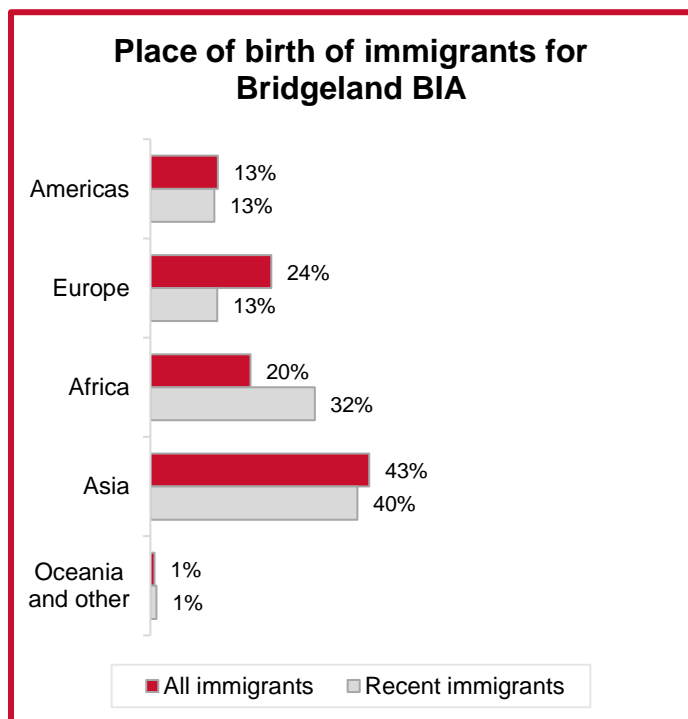 Place of birth of immigrants for
Bridgeland BIA
Americas
13%
13%
Europe
24%
13%
Africa
20%
32%
Asia
43%
40%
Oceania
and other
1%
1%
All immigrants
Recent immigrants